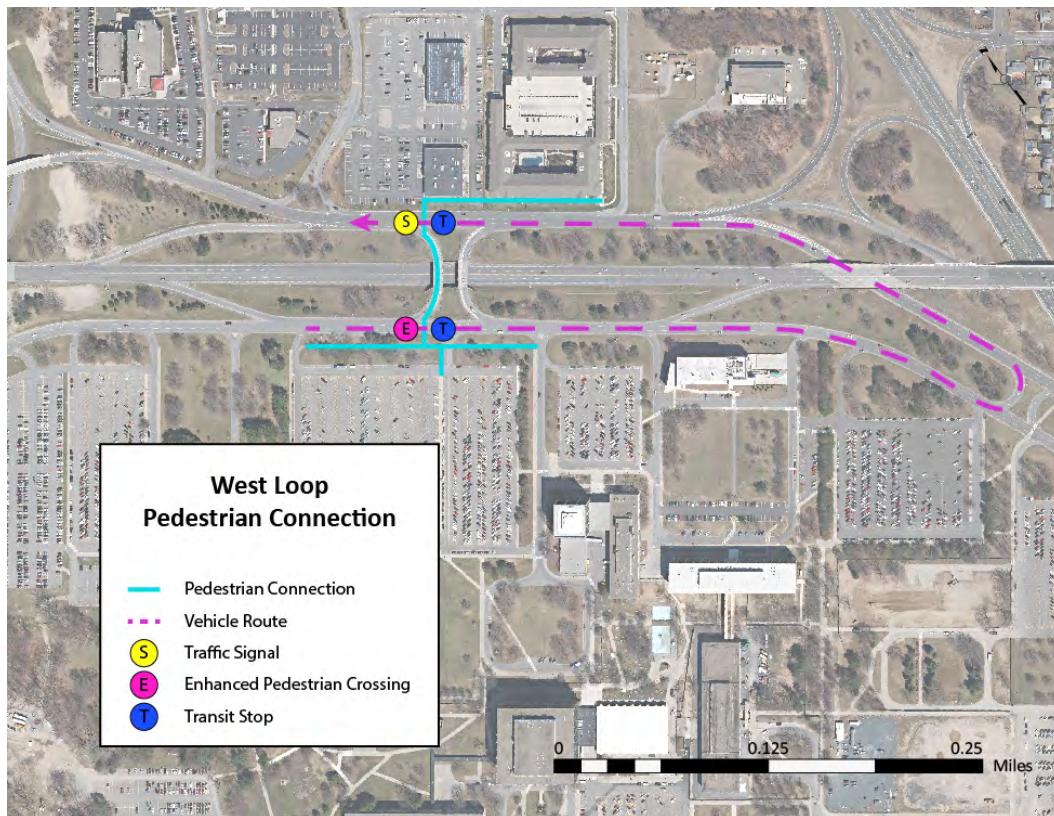 S
T
E
T
West Loop
Pedestrian Connection
Pedestrian Connection
Vehicle Route
S Traffic Signal
E Enhanced Pedestrian Crossing
T Transit Stop
0 0.125 0.25
Miles